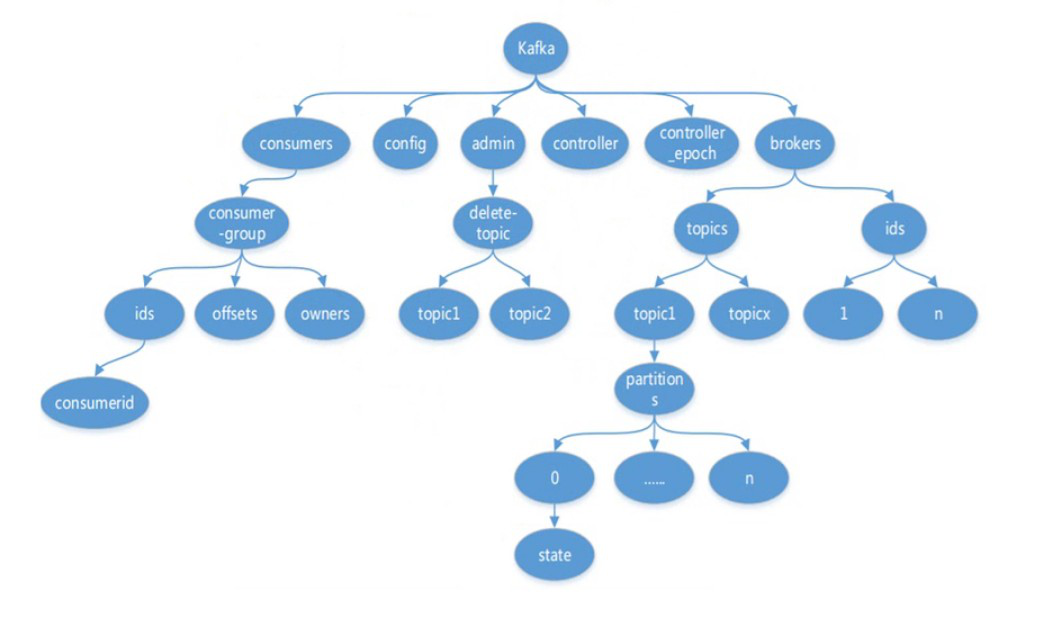 Kafka
consumers
config
admin
controller
controller
_epoch
brokers
consumer
-group
delete-
topic
topics
ids
ids
offsets
owners
topic1
topic2
topic1
topicx
1
n
consumerid
partition
s
0
......
n
state